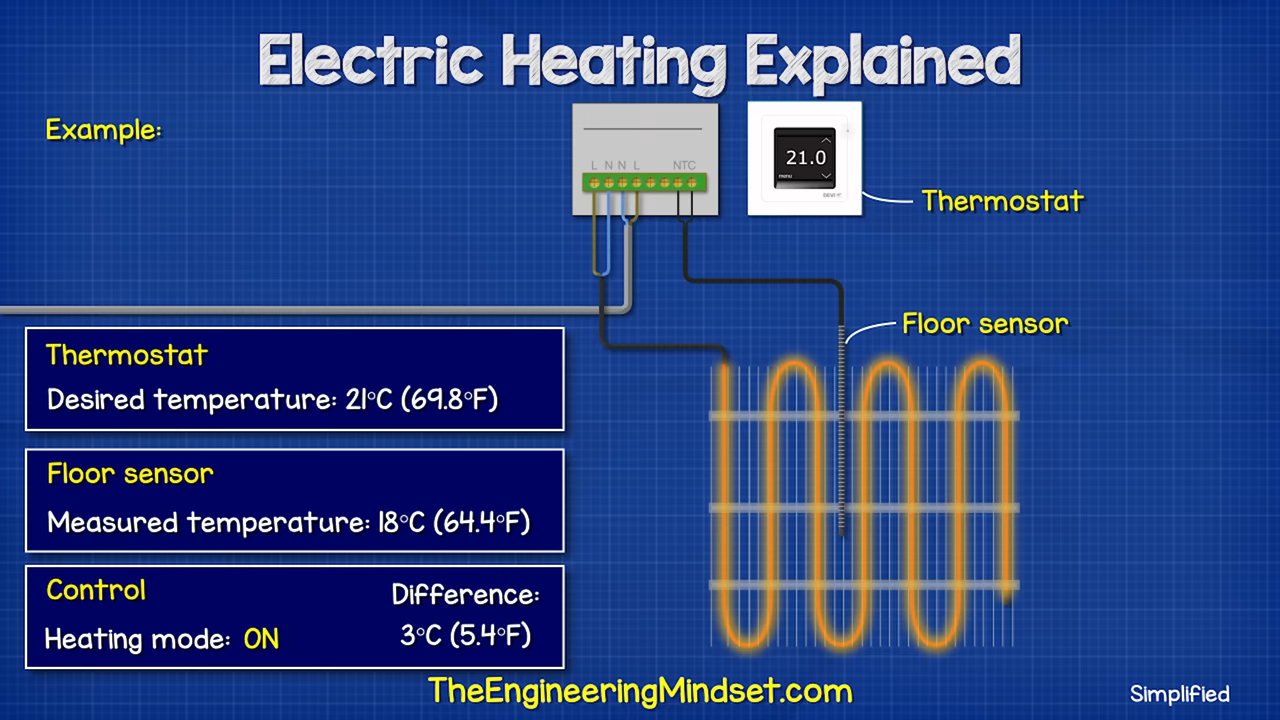 Electric Heating Explained
Example:
L N N L NTC
21.0
menu
Thermostat
Floor sensor
Thermostat
Desired temperature: 21°C (69.8°F)
Floor sensor
Measured temperature: 18°C (64.4°F)
Control
Heating mode: ON
Difference:
3°C (5.4°F)
TheEngineeringMindset.com
Simplified